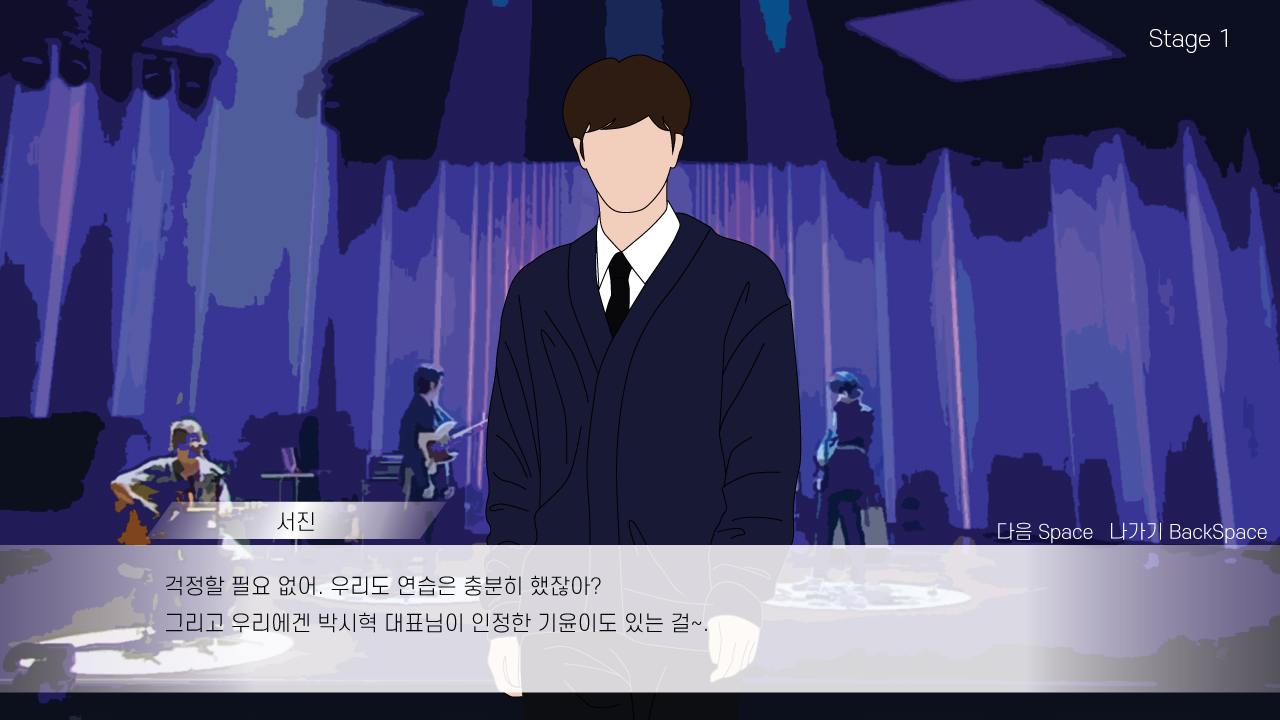 Stage 1
서진
다음 Space 나가기 BackSpace
걱정할 필요 없어. 우리도 연습은 충분히 했잖아?
그리고 우리에겐 박시혁 대표님이 인정한 기윤이도 있는 걸~.